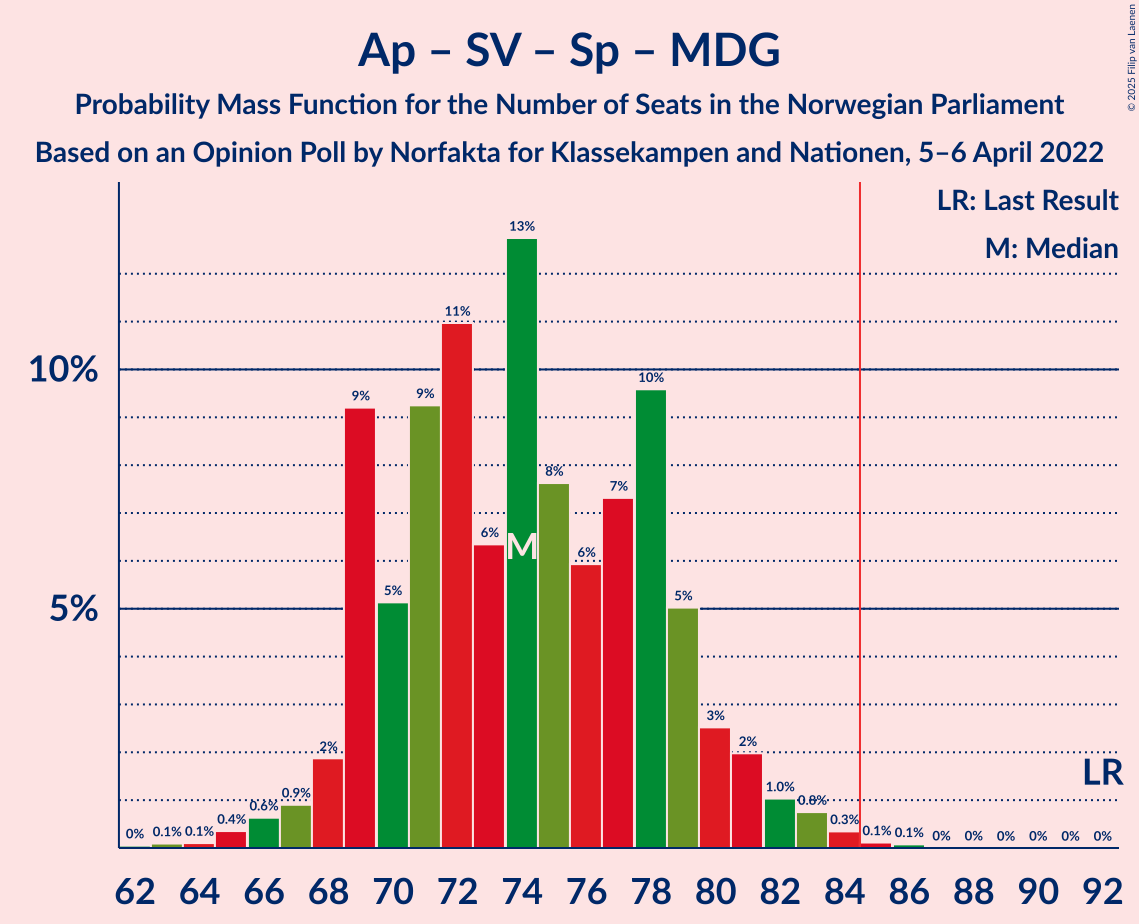 Ap – SV – Sp – MDG
Probability Mass Function for the Number of Seats in the Norwegian Parliament
Based on an Opinion Poll by Norfakta for Klassekampen and Nationen, 5–6 April 2022
© 2025 Filip van Laenen
LR: Last Result
M: Median
10%
5%
0% 0.1% 0.1% 0.4% 0.6% 0.9% 2% 9% 5% 9% 11% 6% 13% 8% 6% 7% 10% 5% 3% 2% 1.0% 0.8% 0.3% 0.1% 0.1% 0% 0% 0% 0% 0% 0%
M
LR
62 64 66 68 70 72 74 76 78 80 82 84 86 88 90 92